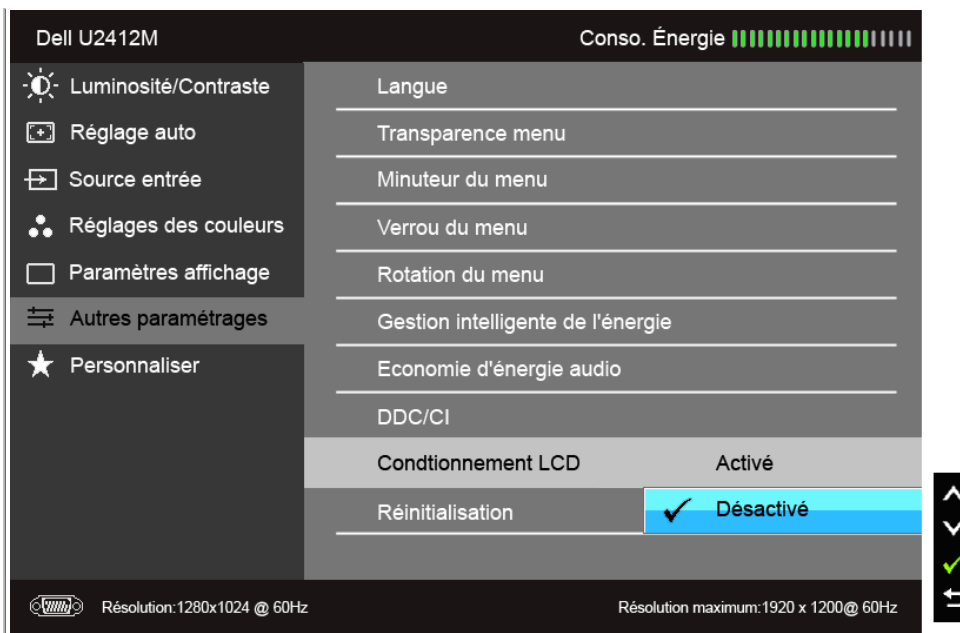 Dell U2412M
Conso. Énergie
Luminosité/Contraste
Réglage auto
Source entrée
Réglages des couleurs
Paramètres affichage
Autres paramétrages
Personnaliser
Langue
Transparence menu
Minuteur du menu
Verrou du menu
Rotation du menu
Gestion intelligente de l'énergie
Economie d'énergie audio
DDC/CI
Condtionnement LCD
Activé
Réinitialisation
Désactivé
Résolution:1280x1024 @ 60Hz
Résolution maximum:1920 x 1200@ 60Hz